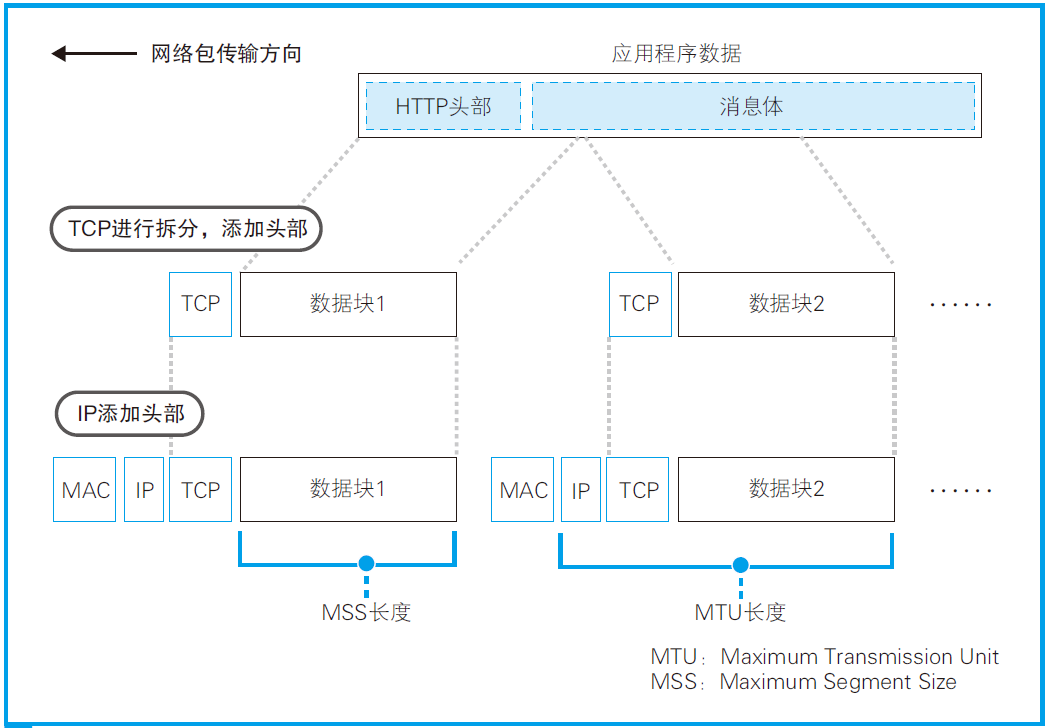 网络包传输方向
应用程序数据
HTTP头部 消息体
TCP进行拆分，添加头部
TCP 数据块1 TCP 数据块2 ······
IP添加头部
MAC IP TCP 数据块1 MAC IP TCP 数据块2 ······
MSS长度 MTU长度
MTU：Maximum Transmission Unit
MSS：Maximum Segment Size